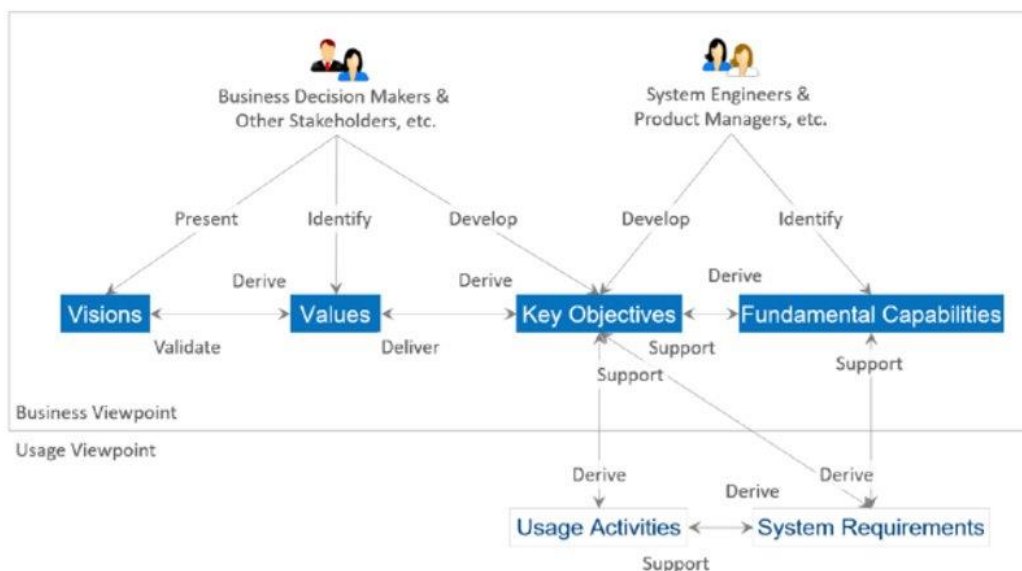 Business Decision Makers &
Other Stakeholders, etc.
System Engineers &
Product Managers, etc.
Present
Identify
Develop
Develop
Identify
Derive
Derive
Derive
Visions
Values
Key Objectives
Fundamental Capabilities
Validate
Deliver
Support
Support
Support
Business Viewpoint
Usage Viewpoint
Derive
Derive
Derive
Usage Activities
System Requirements
Support